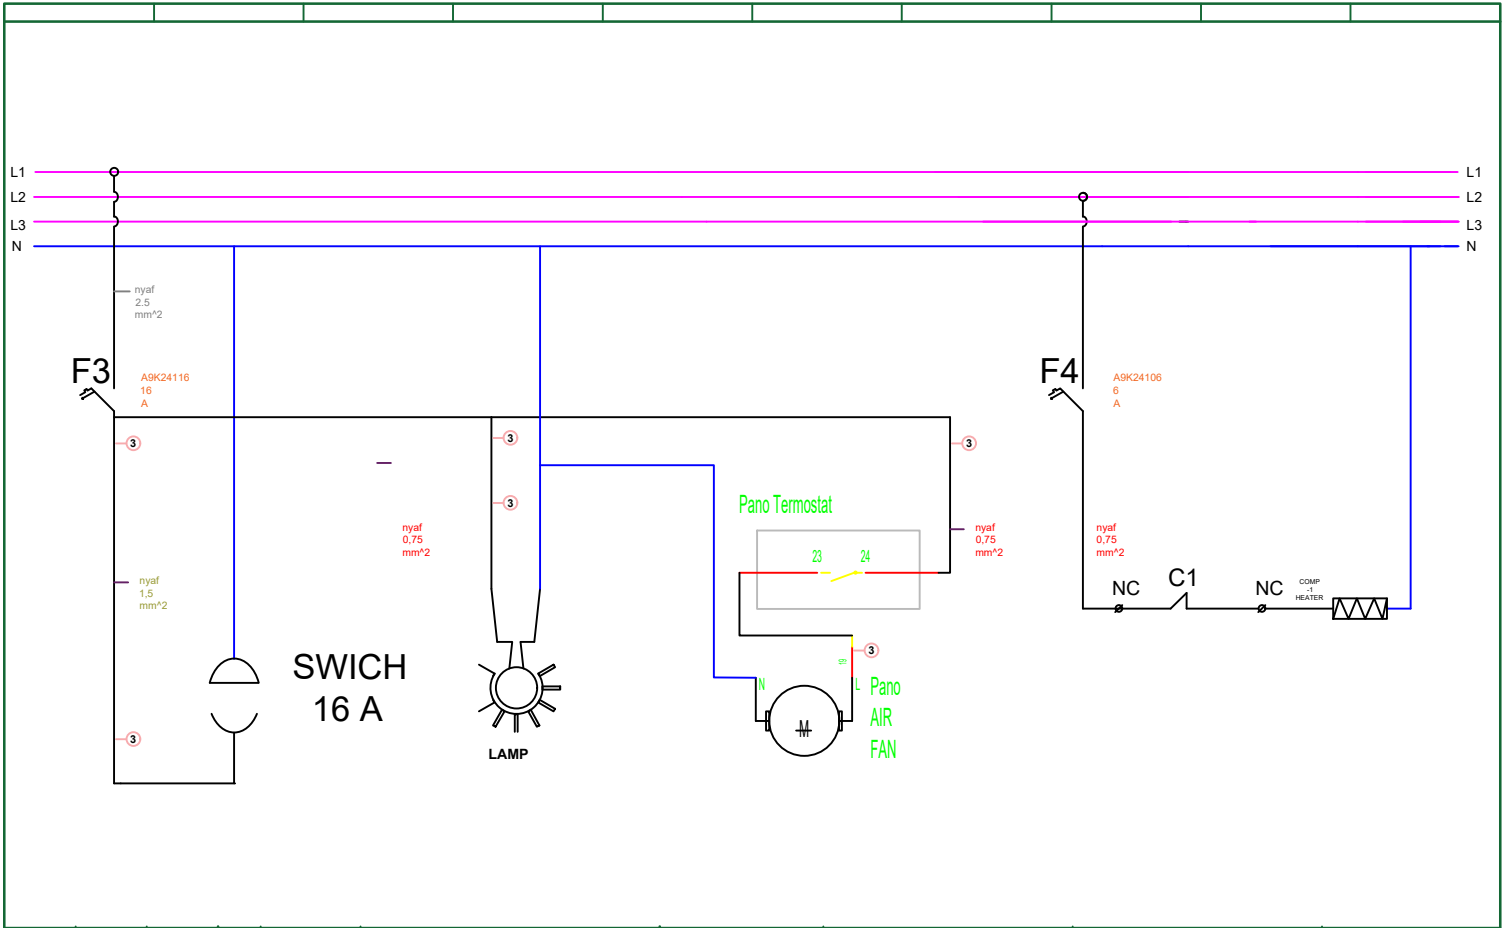 L1
L1
L2
L2
L3
L3
N
N
nyaf
2.5
mm^2
F3
A9K24116
16
A
F4
A9K24106
6
A
3
3
3
3
Pano Termostat
nyaf
0,75
mm^2
nyaf
0,75
mm^2
nyaf
0,75
mm^2
23
24
nyaf
1,5
mm^2
NC
C1
NC
COMP
-1
HEATER
SWICH
16 A
3
N
L
Pano
AIR
FAN
M
3
LAMP